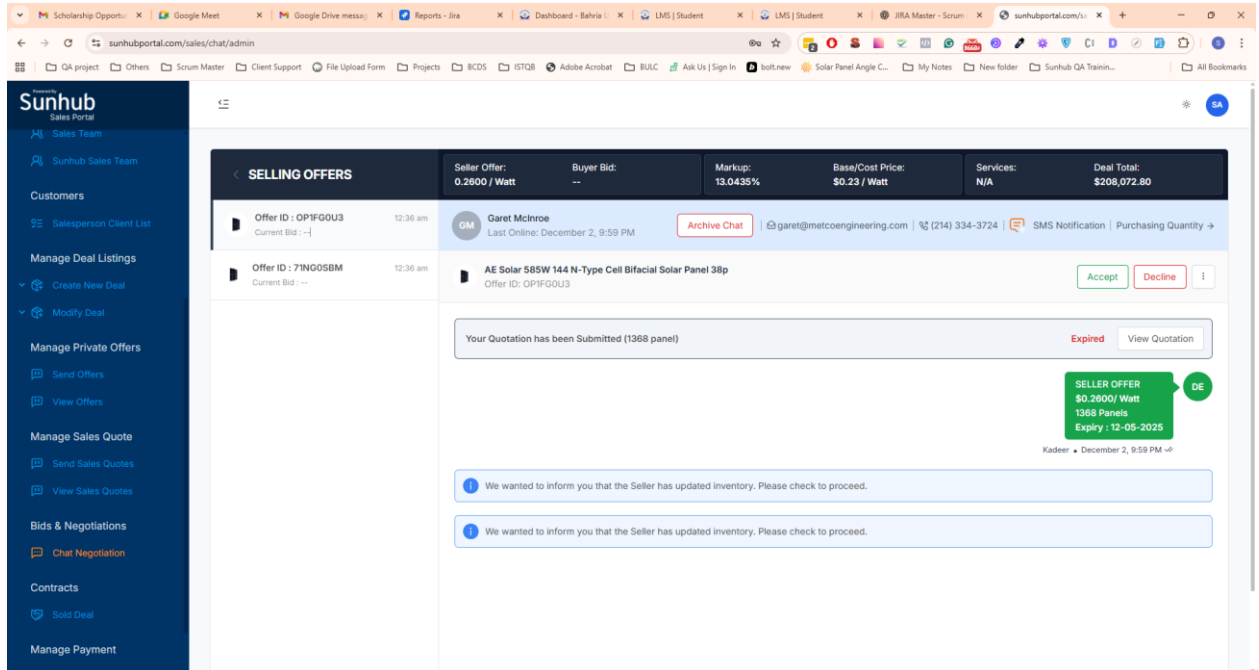 Scholarship Opportun
Google Meet
Google Drive messag
Reports - Jira
Dashboard - Bahria U
LMS | Student
LMS | Student
JIRA Master - Scrum
sunhubportal.com/sa
sunhubportal.com/sales/chat/admin
QA project
Others
Scrum Master
Client Support
File Upload Form
Projects
BCDS
ISTQB
Adobe Acrobat
BULC
Ask Us | Sign In
bolt.new
Solar Panel Angle C...
My Notes
New folder
Sunhub QA Trainin...
All Bookmarks
Powered By
Sunhub
Sales Portal
SA
Sales Team
Sunhub Sales Team
Customers
Salesperson Client List
Manage Deal Listings
Create New Deal
Modify Deal
Manage Private Offers
Send Offers
View Offers
Manage Sales Quote
Send Sales Quotes
View Sales Quotes
Bids & Negotiations
Chat Negotiation
Contracts
Sold Deal
Manage Payment
SELLING OFFERS
Offer ID : OP1FG0U3 12:36 am
Current Bid : --
Offer ID : 71NG0SBM 12:36 am
Current Bid : --
Seller Offer: Buyer Bid: Markup: Base/Cost Price: Services: Deal Total:
0.2600 / Watt -- 13.0435% $0.23 / Watt N/A $208,072.80
GM
Garet McInroe
Last Online: December 2, 9:59 PM
Archive Chat
garet@metcoengineering.com
(214) 334-3724
SMS Notification
Purchasing Quantity →
AE Solar 585W 144 N-Type Cell Bifacial Solar Panel 38p
Offer ID: OP1FG0U3
Accept
Decline
Your Quotation has been Submitted (1368 panel)
Expired
View Quotation
SELLER OFFER
$0.2600/ Watt
1368 Panels
Expiry : 12-05-2025
DE
Kadeer • December 2, 9:59 PM
We wanted to inform you that the Seller has updated inventory. Please check to proceed.
We wanted to inform you that the Seller has updated inventory. Please check to proceed.